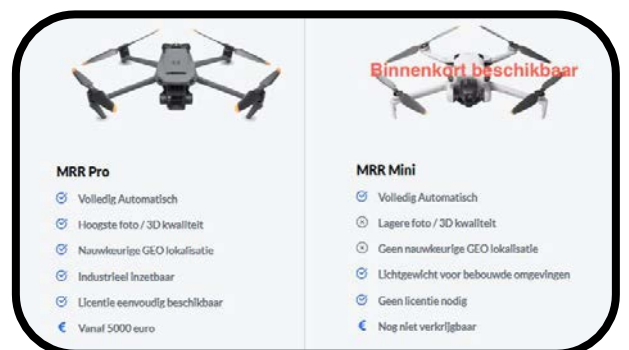 Binnenkort beschikbaar
MRR Pro
Volledig Automatisch
Hoogste foto / 3D kwaliteit
Nauwkeurige GEO lokalisatie
Industrieel inzetbaar
Licentie eenvoudig beschikbaar
€ Vanaf 5000 euro
MRR Mini
Volledig Automatisch
Lagere foto / 3D kwaliteit
Geen nauwkeurige GEO lokalisatie
Lichtgewicht voor bebouwde omgevingen
Geen licentie nodig
€ Nog niet verkrijgbaar